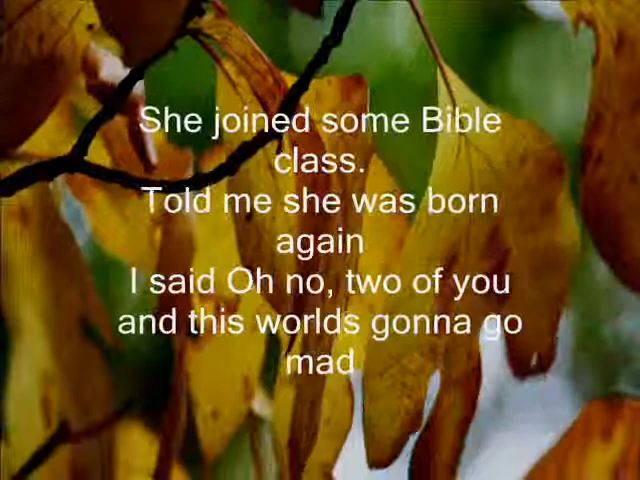 She joined some Bible
class.
Told me she was born
again
I said Oh no, two of you
and this worlds gonna go
mad